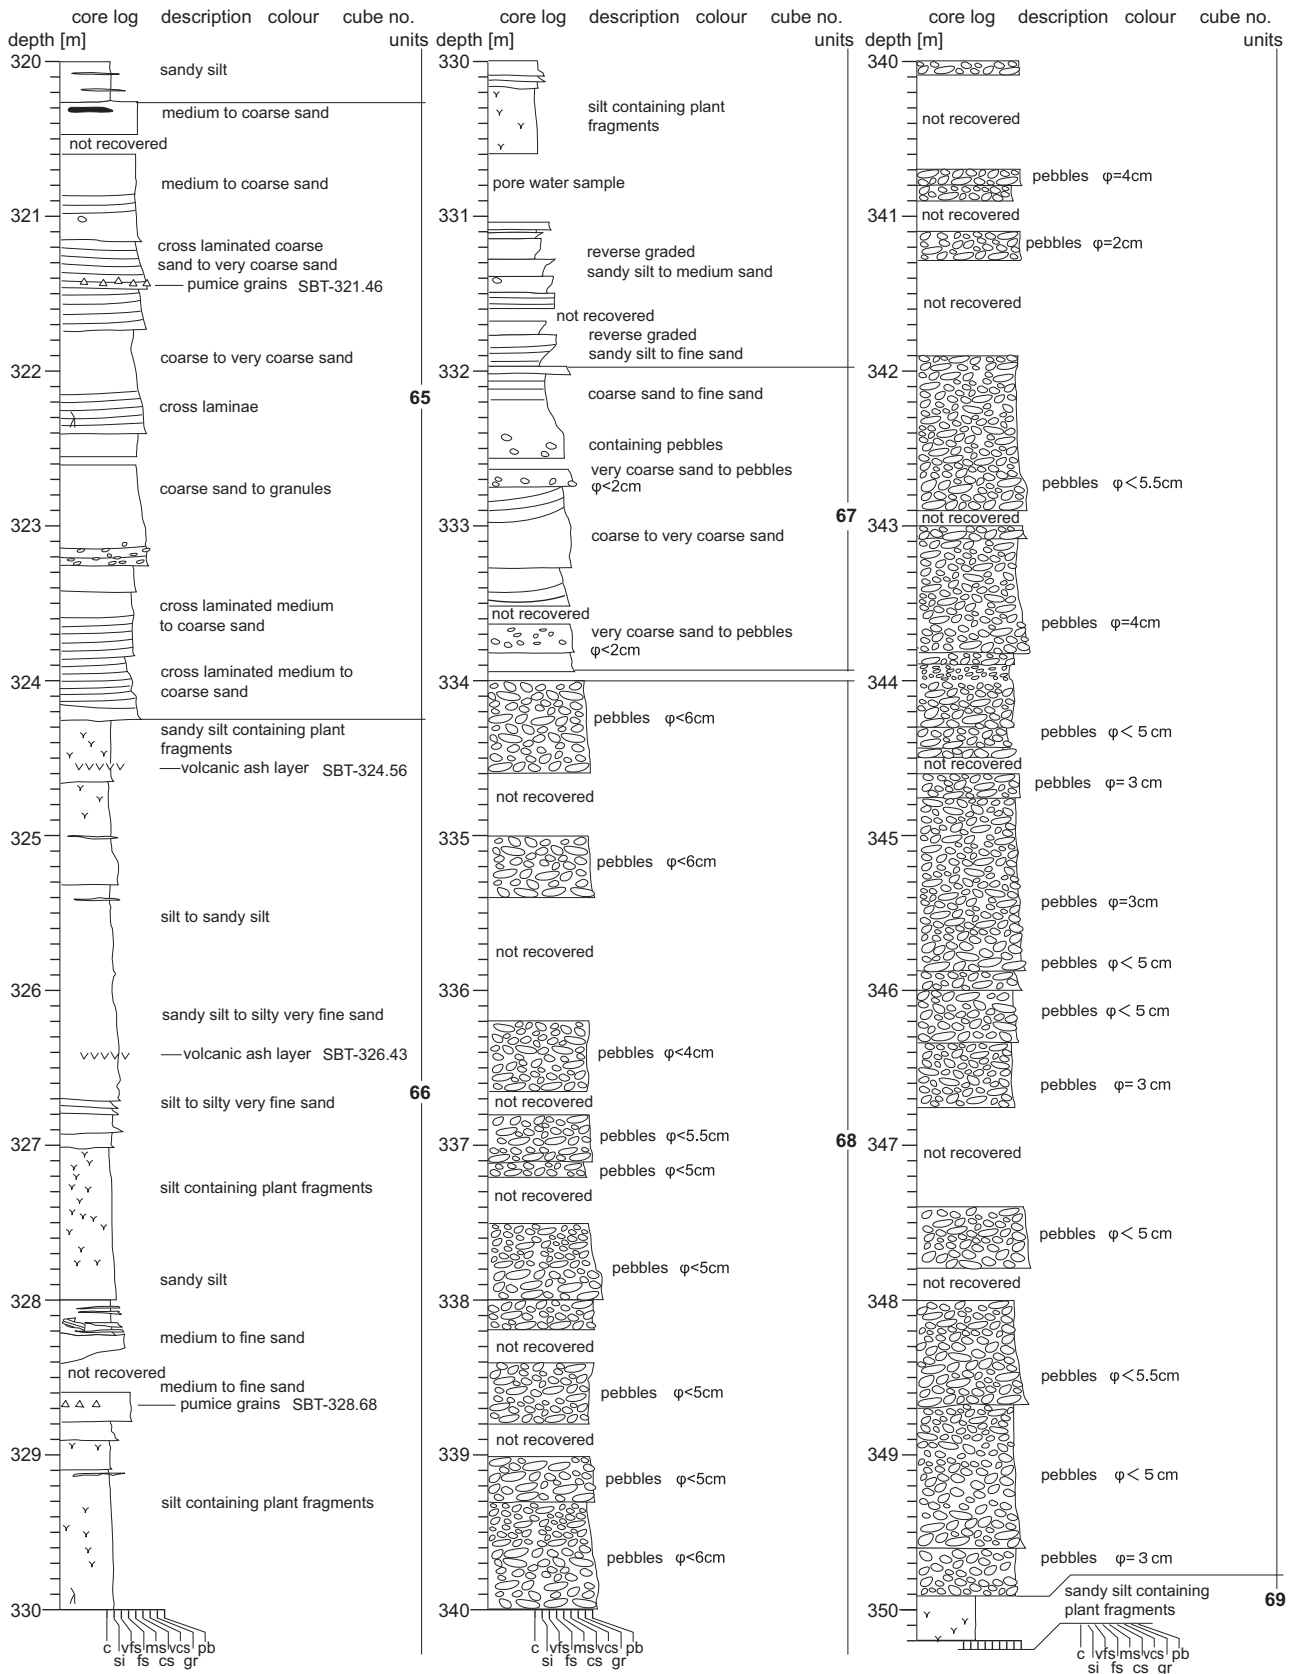 core log description colour cube no.
depth [m] units
320
sandy silt
medium to coarse sand
not recovered
medium to coarse sand
321
cross laminated coarse
sand to very coarse sand
pumice grains SBT-321.46
coarse to very coarse sand
322
65
cross laminae
coarse sand to granules
323
cross laminated medium
to coarse sand
cross laminated medium to
coarse sand
324
sandy silt containing plant
fragments
volcanic ash layer SBT-324.56
325
silt to sandy silt
326
sandy silt to silty very fine sand
volcanic ash layer SBT-326.43
66
silt to silty very fine sand
327
silt containing plant fragments
sandy silt
328
medium to fine sand
not recovered
medium to fine sand
pumice grains SBT-328.68
329
silt containing plant fragments
330
c vfs ms vcs pb
si fs cs gr
core log description colour cube no.
depth [m] units
330
silt containing plant
fragments
pore water sample
331
reverse graded
sandy silt to medium sand
not recovered
reverse graded
sandy silt to fine sand
332
coarse sand to fine sand
containing pebbles
very coarse sand to pebbles
φ<2cm
67
333
coarse to very coarse sand
not recovered
very coarse sand to pebbles
φ<2cm
334
pebbles φ<6cm
not recovered
335
pebbles φ<6cm
not recovered
336
pebbles φ<4cm
not recovered
pebbles φ<5.5cm
68
337
pebbles φ<5cm
not recovered
pebbles φ<5cm
338
not recovered
pebbles φ<5cm
not recovered
339
pebbles φ<5cm
pebbles φ<6cm
340
c vfs ms vcs pb
si fs cs gr
core log description colour cube no.
depth [m] units
340
not recovered
pebbles φ=4cm
341
not recovered
pebbles φ=2cm
not recovered
342
pebbles φ<5.5cm
not recovered
343
pebbles φ=4cm
344
pebbles φ< 5 cm
not recovered
pebbles φ= 3 cm
345
pebbles φ=3cm
pebbles φ< 5 cm
346
pebbles φ< 5 cm
pebbles φ= 3 cm
347
not recovered
pebbles φ< 5 cm
not recovered
348
pebbles φ<5.5cm
349
pebbles φ< 5 cm
pebbles φ= 3 cm
69
sandy silt containing
plant fragments
350
c vfs ms vcs pb
si fs cs gr